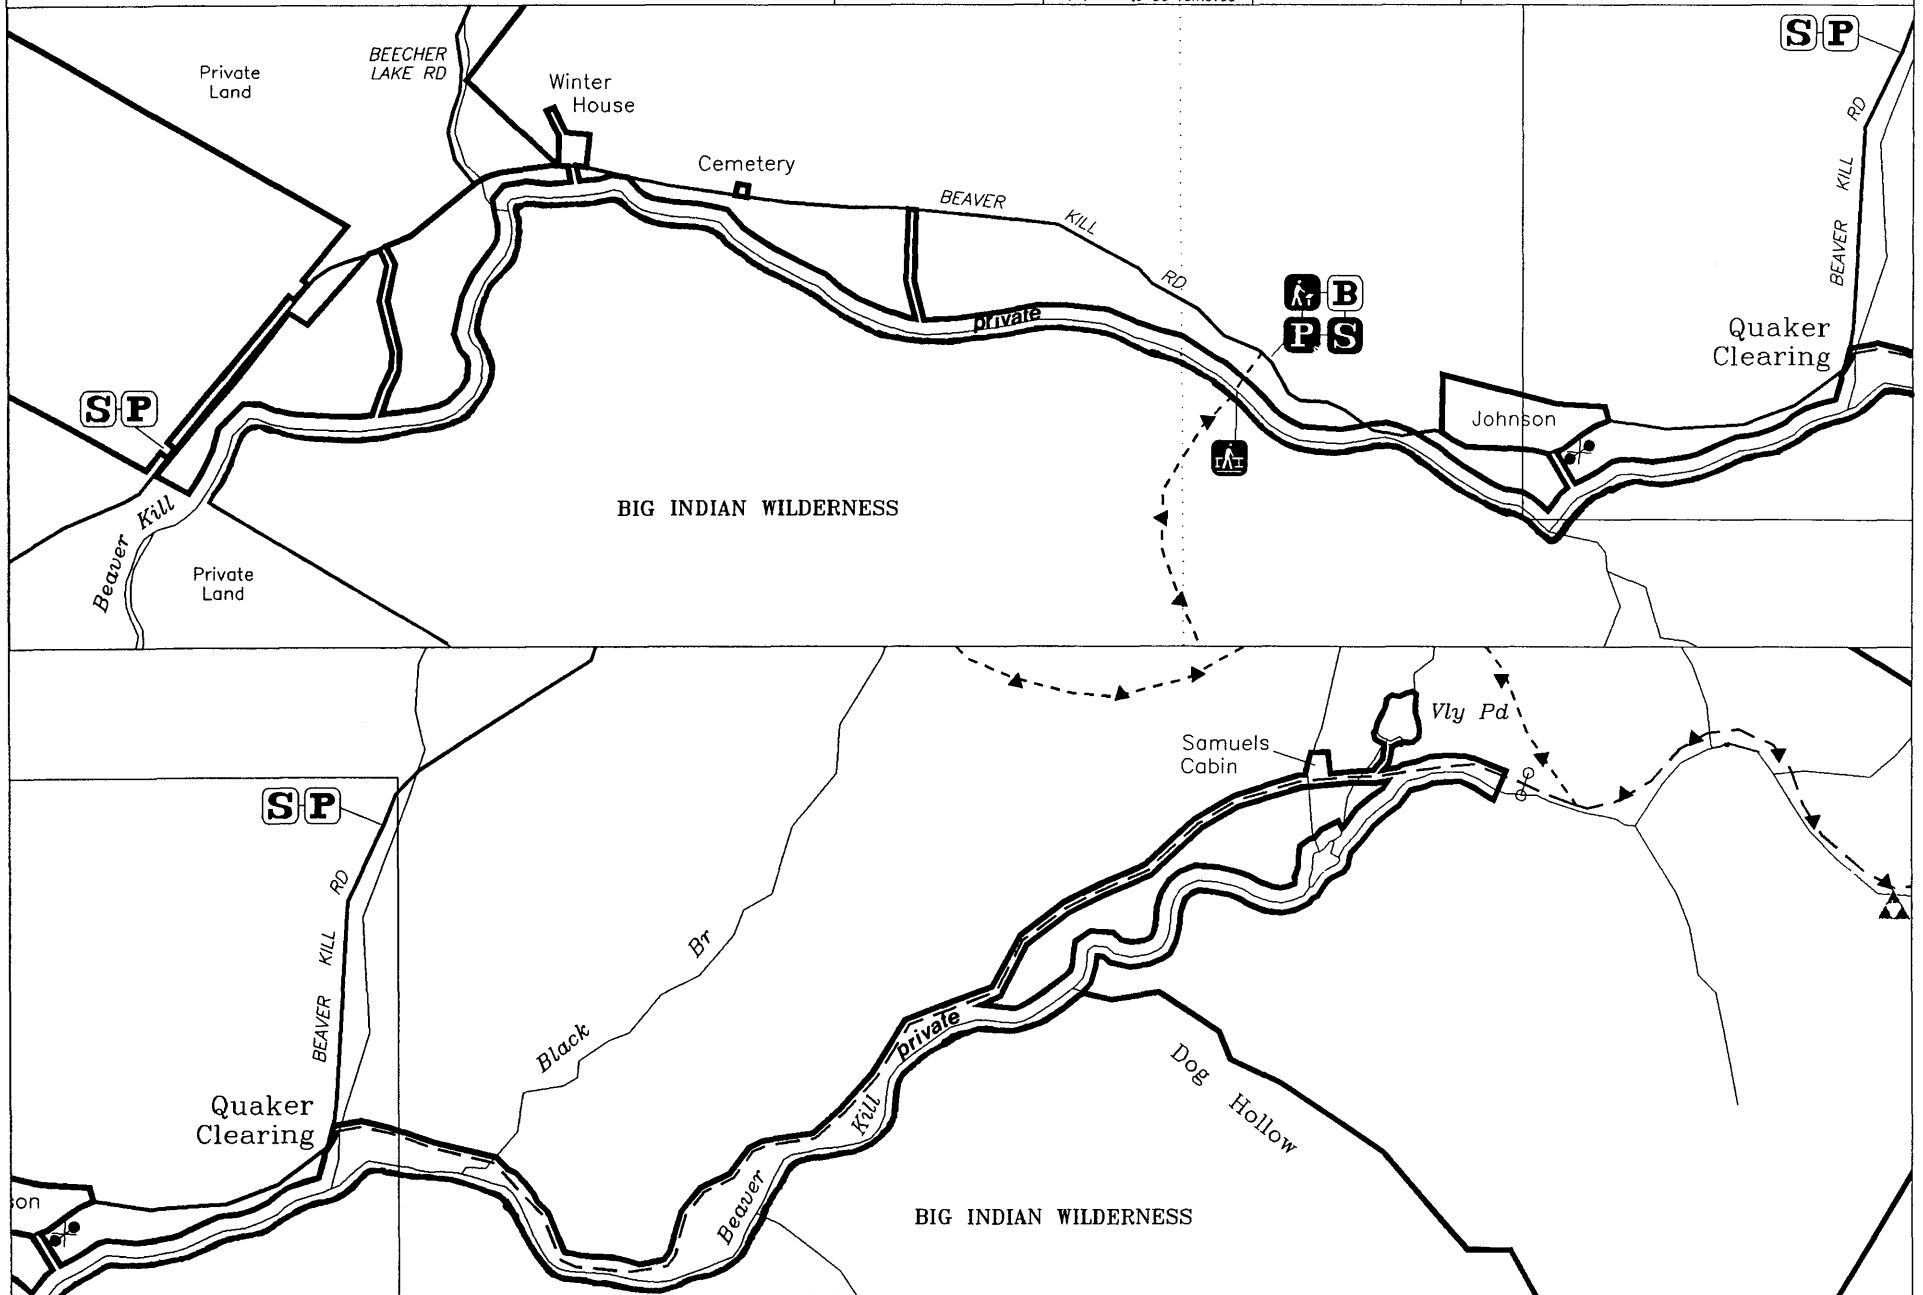 BEECHER
LAKE RD
Private
Land
Winter
House
Cemetery
BEAVER
KILL
RD
S P
BEAVER KILL RD
B
P S
private
Quaker
Clearing
Johnson
S P
BIG INDIAN WILDERNESS
Beaver Kill
Private
Land
Vly Pd
Samuels
Cabin
S P
BEAVER KILL RD
Black Br
private
Quaker
Clearing
Beaver Kill
Dog Hollow
son
BIG INDIAN WILDERNESS